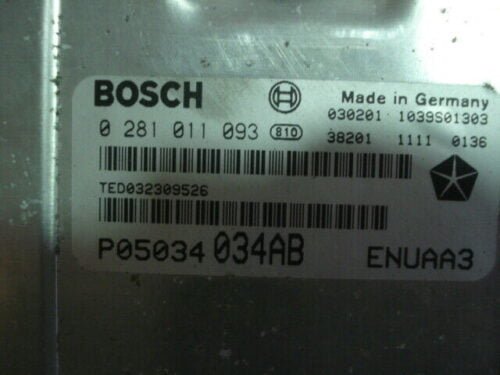 BOSCH
Made in Germany
030201 1039S01303
0 281 011 093 810
38201 1111 0136
TED032309526
P05034 034AB ENUAA3